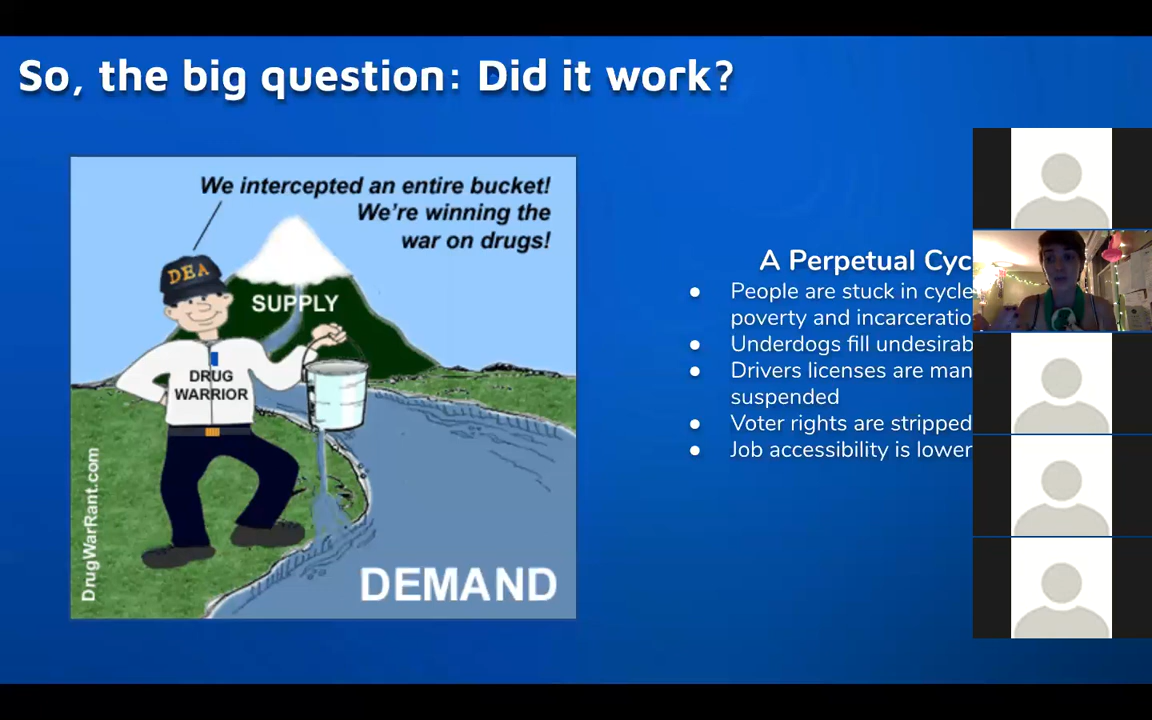 So, the big question: Did it work?
We intercepted an entire bucket!
We're winning the
war on drugs!
DEA
SUPPLY
DRUG
WARRIOR
DrugWarRant.com
DEMAND
A Perpetual Cyc
● People are stuck in cycle
poverty and incarceratio
● Underdogs fill undesirab
● Drivers licenses are man
suspended
● Voter rights are stripped
● Job accessibility is lower